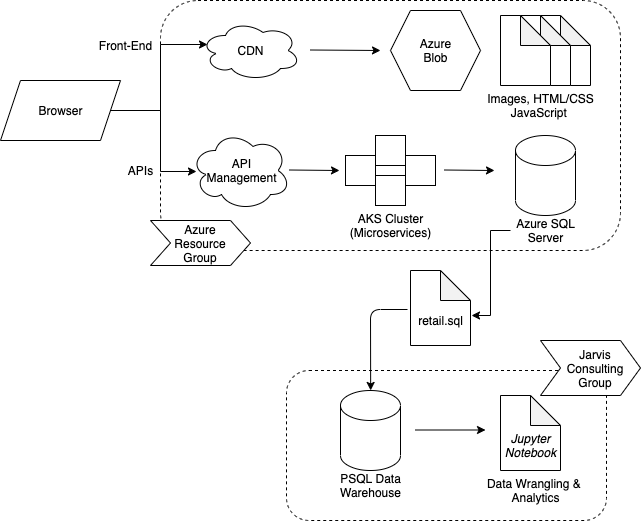 Front-End
CDN
Azure
Blob
Images, HTML/CSS
JavaScript
Browser
APIs
API
Management
AKS Cluster
(Microservices)
Azure SQL
Server
Azure
Resource
Group
retail.sql
Jarvis
Consulting
Group
PSQL Data
Warehouse
Jupyter
Notebook
Data Wrangling &
Analytics